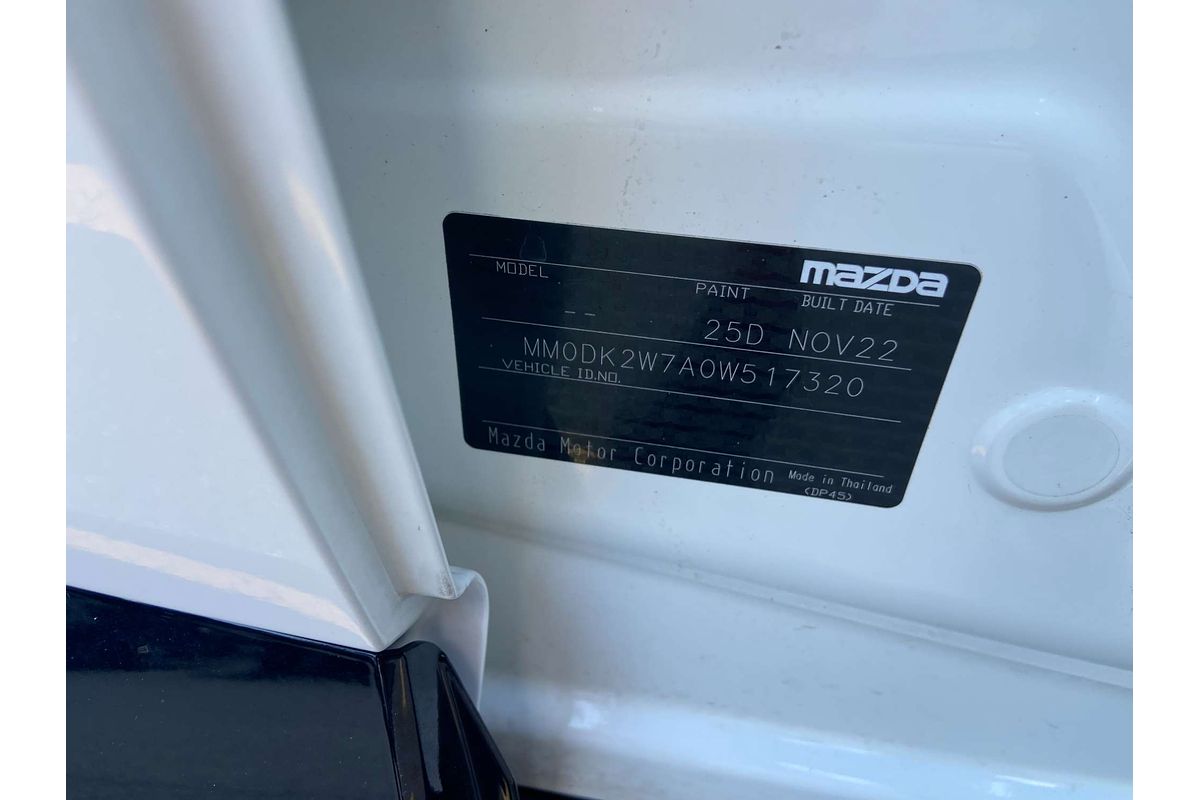 mazda
MODEL PAINT BUILT DATE
-- 25D NOV22
MM0DK2W7A0W517320
VEHICLE ID.NO.
Mazda Motor Corporation Made in Thailand
(DP45)